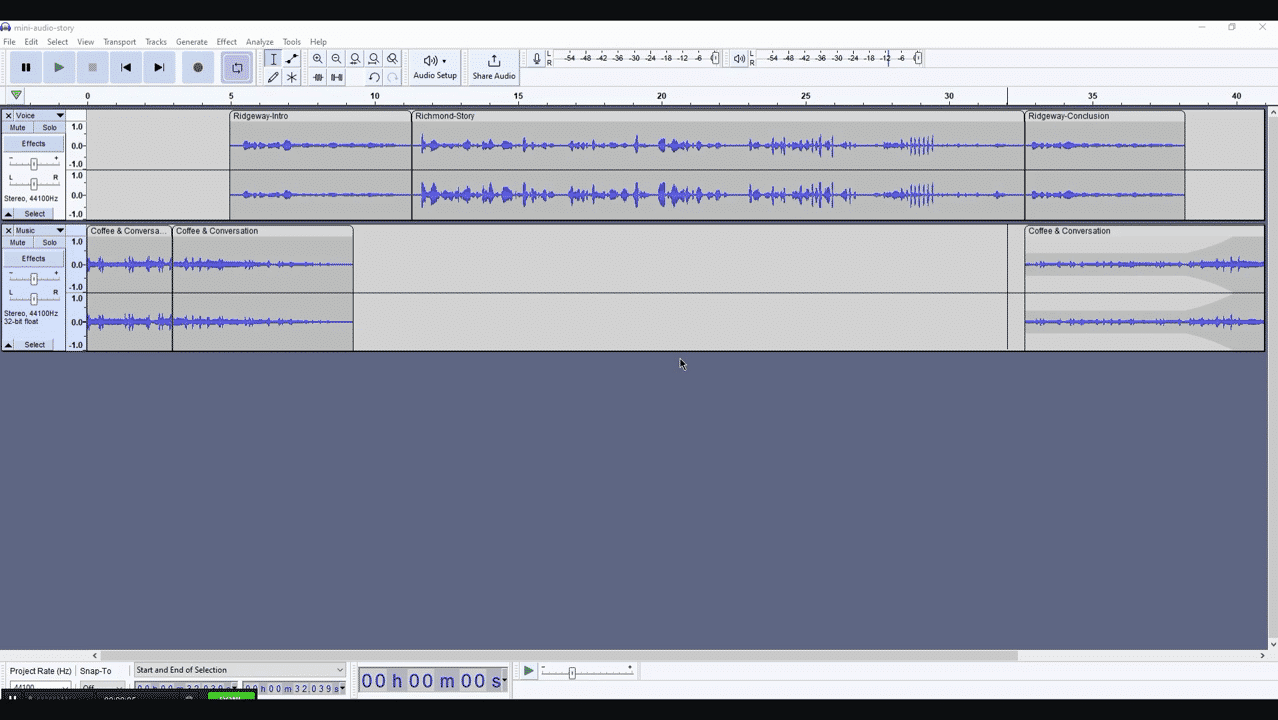 mini-audio-story
File Edit Select View Transport Tracks Generate Effect Analyze Tools Help
Audio Setup
Share Audio
L -54 -48 -42 -36 -30 -24 -18 -12 -6
R
L -54 -48 -42 -36 -30 -24 -18 -12 -6
R
0 5 10 15 20 25 30 35 40
Voice
Mute Solo
Effects
- +
L R
Stereo, 44100Hz
Select
1.0
0.0
-1.0
1.0
0.0
-1.0
Ridgeway-Intro
Richmond-Story
Ridgeway-Conclusion
Music
Mute Solo
Effects
- +
L R
Stereo, 44100Hz
32-bit float
Select
1.0
0.0
-1.0
1.0
0.0
-1.0
Coffee & Conversa...
Coffee & Conversation
Coffee & Conversation
Project Rate (Hz)
Snap-To
Start and End of Selection
44100
Off
00 h 00 m 32.039 s
00 h 00 m 00 s
- +